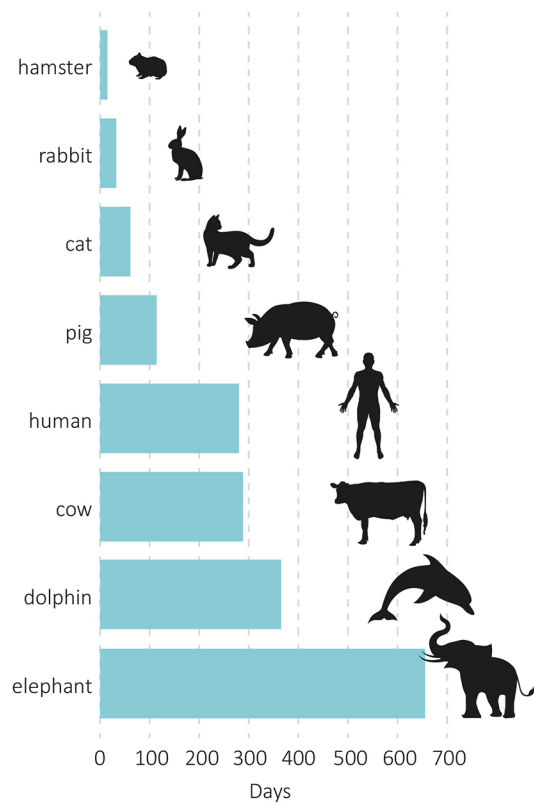 hamster
rabbit
cat
pig
human
cow
dolphin
elephant
0 100 200 300 400 500 600 700
Days